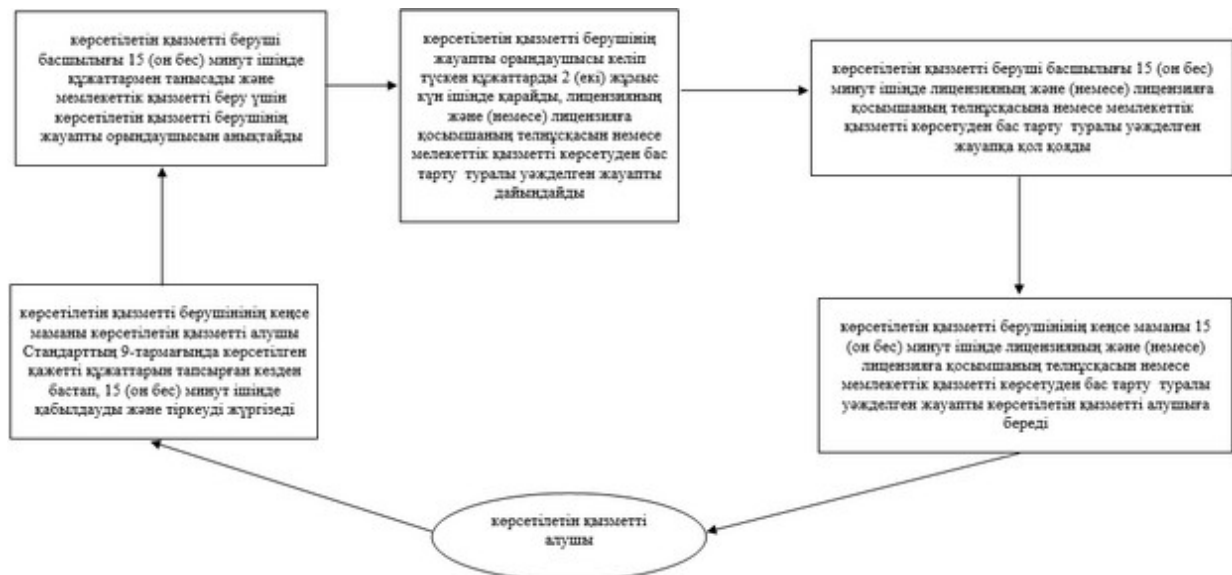 көрсетілетін қызметті беруші
басшылығы 15 (он бес) минут ішінде
құжаттармен танысады және
мемлекеттік қызметті беру үшін
көрсетілетін қызметті берушінің
жауапты орындаушысын анықтайды
көрсетілетін қызметті берушінің
жауапты орындаушысы келіп
түскен құжаттарды 2 (екі) жұмыс
күн ішінде қарайды, лицензияның
және (немесе) лицензияға
қосымшаның телнұсқасын немесе
мелекеттік қызметті көрсетуден бас
тарту туралы уәжделген жауапты
дайындайды
көрсетілетін қызметті беруші басшылығы 15 (он бес)
минут ішінде лицензияның және (немесе) лицензияға
қосымшаның телнұсқасына немесе мемлекеттік
қызметті көрсетуден бас тарту туралы уәжделген
жауапқа қол қояды
көрсетілетін қызметті берушінінің кеңсе
маманы көрсетілетін қызметті алушы
Стандарттың 9-тармағында көрсетілген
қажетті құжаттарын тапсырған кезден
бастап, 15 (он бес) минут ішінде
қабылдауды және тіркеуді жүргізеді
көрсетілетін қызметті берушінінің кеңсе маманы 15
(он бес) минут ішінде лицензияның және (немесе)
лицензияға қосымшаның телнұсқасын немесе
мемлекеттік қызметті көрсетуден бас тарту туралы
уәжделген жауапты көрсетілетін қызметті алушыға
береді
көрсетілетін қызметті
алушы